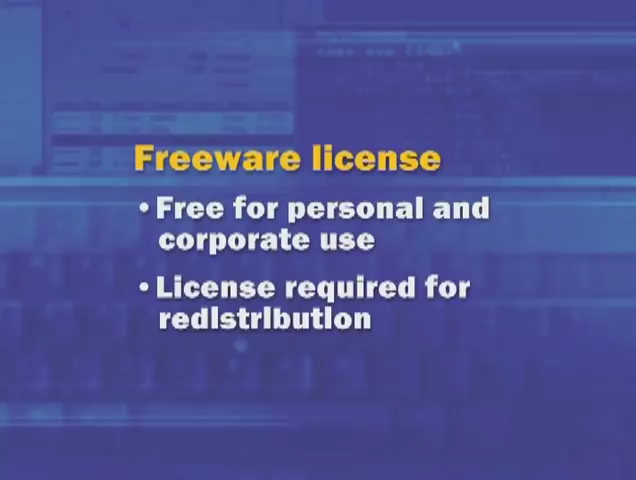 Freeware license
• Free for personal and
corporate use
• License required for
redistribution